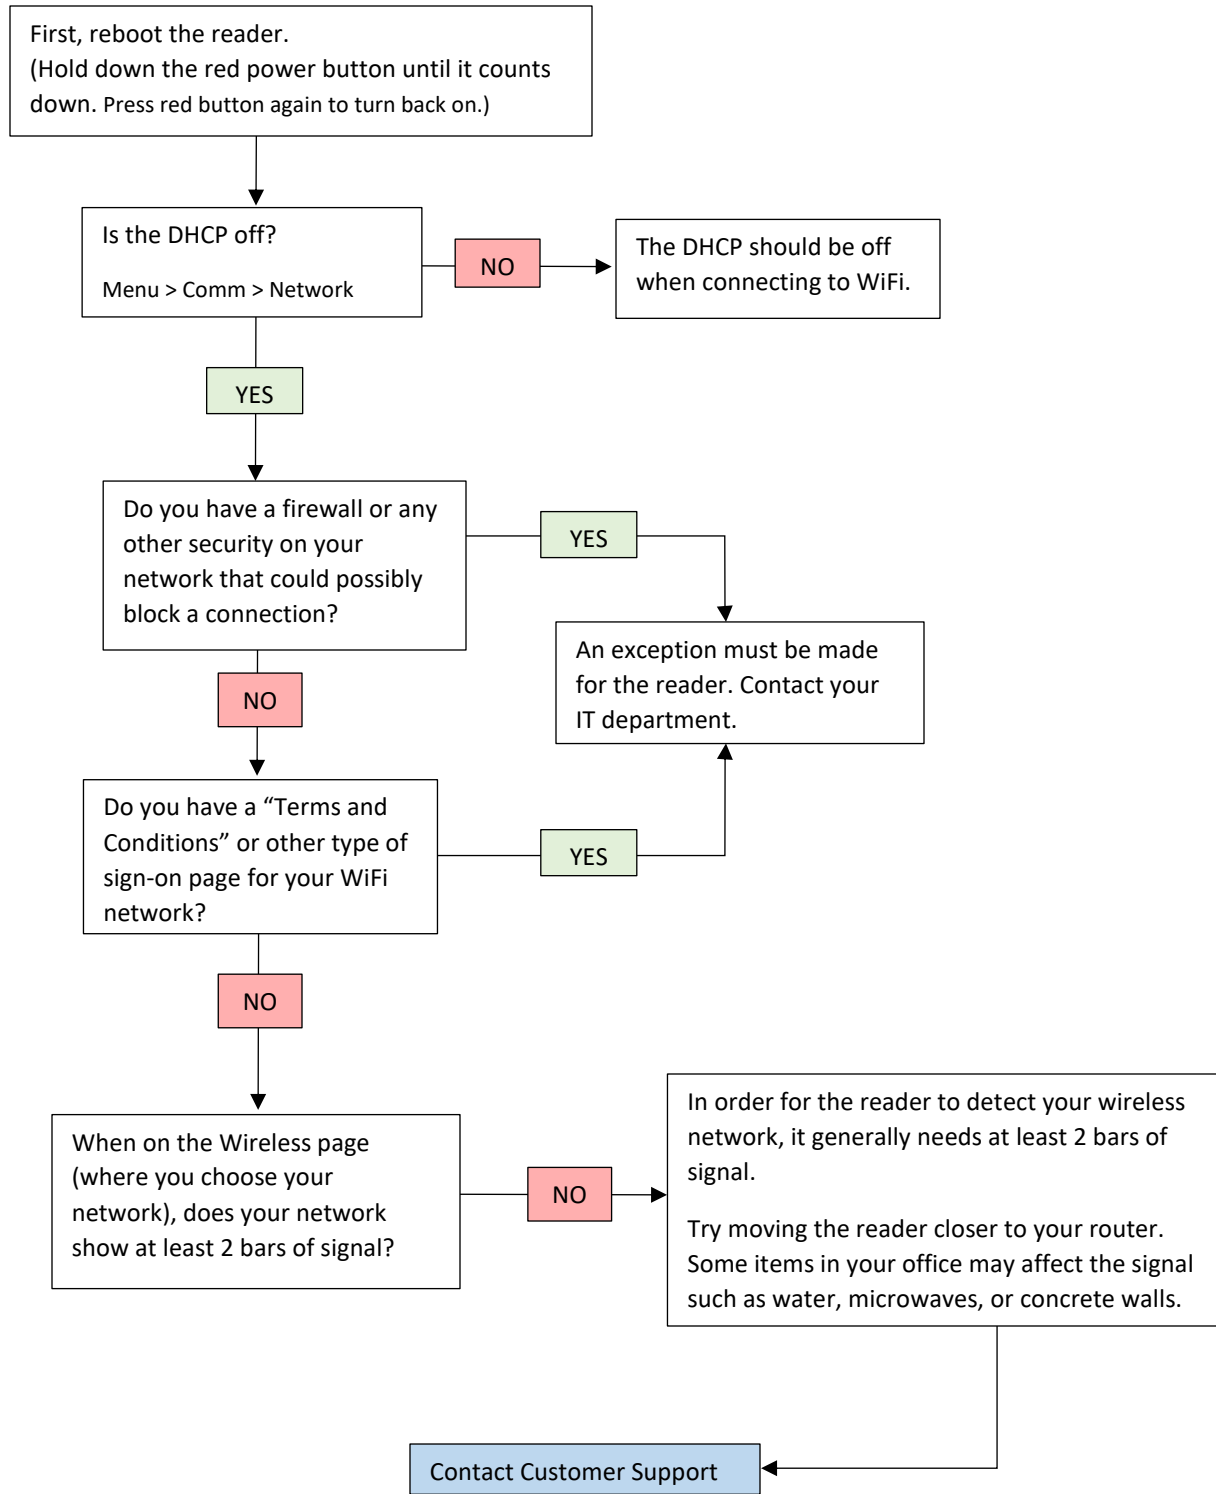 First, reboot the reader.
(Hold down the red power button until it counts
down. Press red button again to turn back on.)
Is the DHCP off?
Menu > Comm > Network
NO
The DHCP should be off
when connecting to WiFi.
YES
Do you have a firewall or any
other security on your
network that could possibly
block a connection?
YES
An exception must be made
for the reader. Contact your
IT department.
NO
Do you have a “Terms and
Conditions” or other type of
sign-on page for your WiFi
network?
YES
NO
When on the Wireless page
(where you choose your
network), does your network
show at least 2 bars of signal?
NO
In order for the reader to detect your wireless
network, it generally needs at least 2 bars of
signal.
Try moving the reader closer to your router.
Some items in your office may affect the signal
such as water, microwaves, or concrete walls.
Contact Customer Support